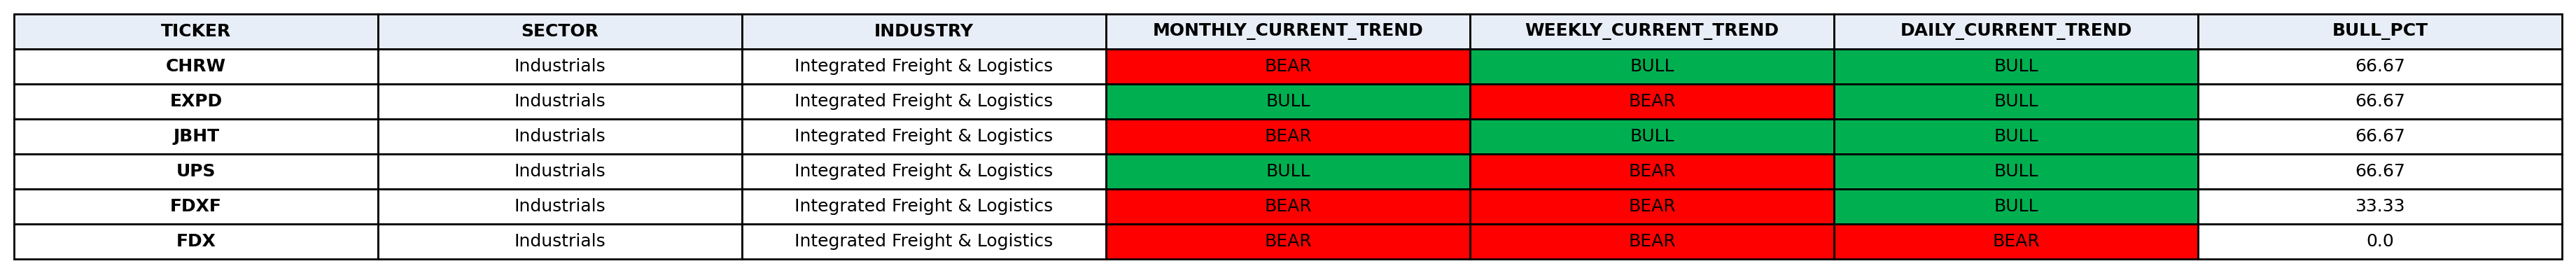 TICKER SECTOR INDUSTRY MONTHLY_CURRENT_TREND WEEKLY_CURRENT_TREND DAILY_CURRENT_TREND BULL_PCT
CHRW Industrials Integrated Freight & Logistics BEAR BULL BULL 66.67
EXPD Industrials Integrated Freight & Logistics BULL BEAR BULL 66.67
JBHT Industrials Integrated Freight & Logistics BEAR BULL BULL 66.67
UPS Industrials Integrated Freight & Logistics BULL BEAR BULL 66.67
FDXF Industrials Integrated Freight & Logistics BEAR BEAR BULL 33.33
FDX Industrials Integrated Freight & Logistics BEAR BEAR BEAR 0.0